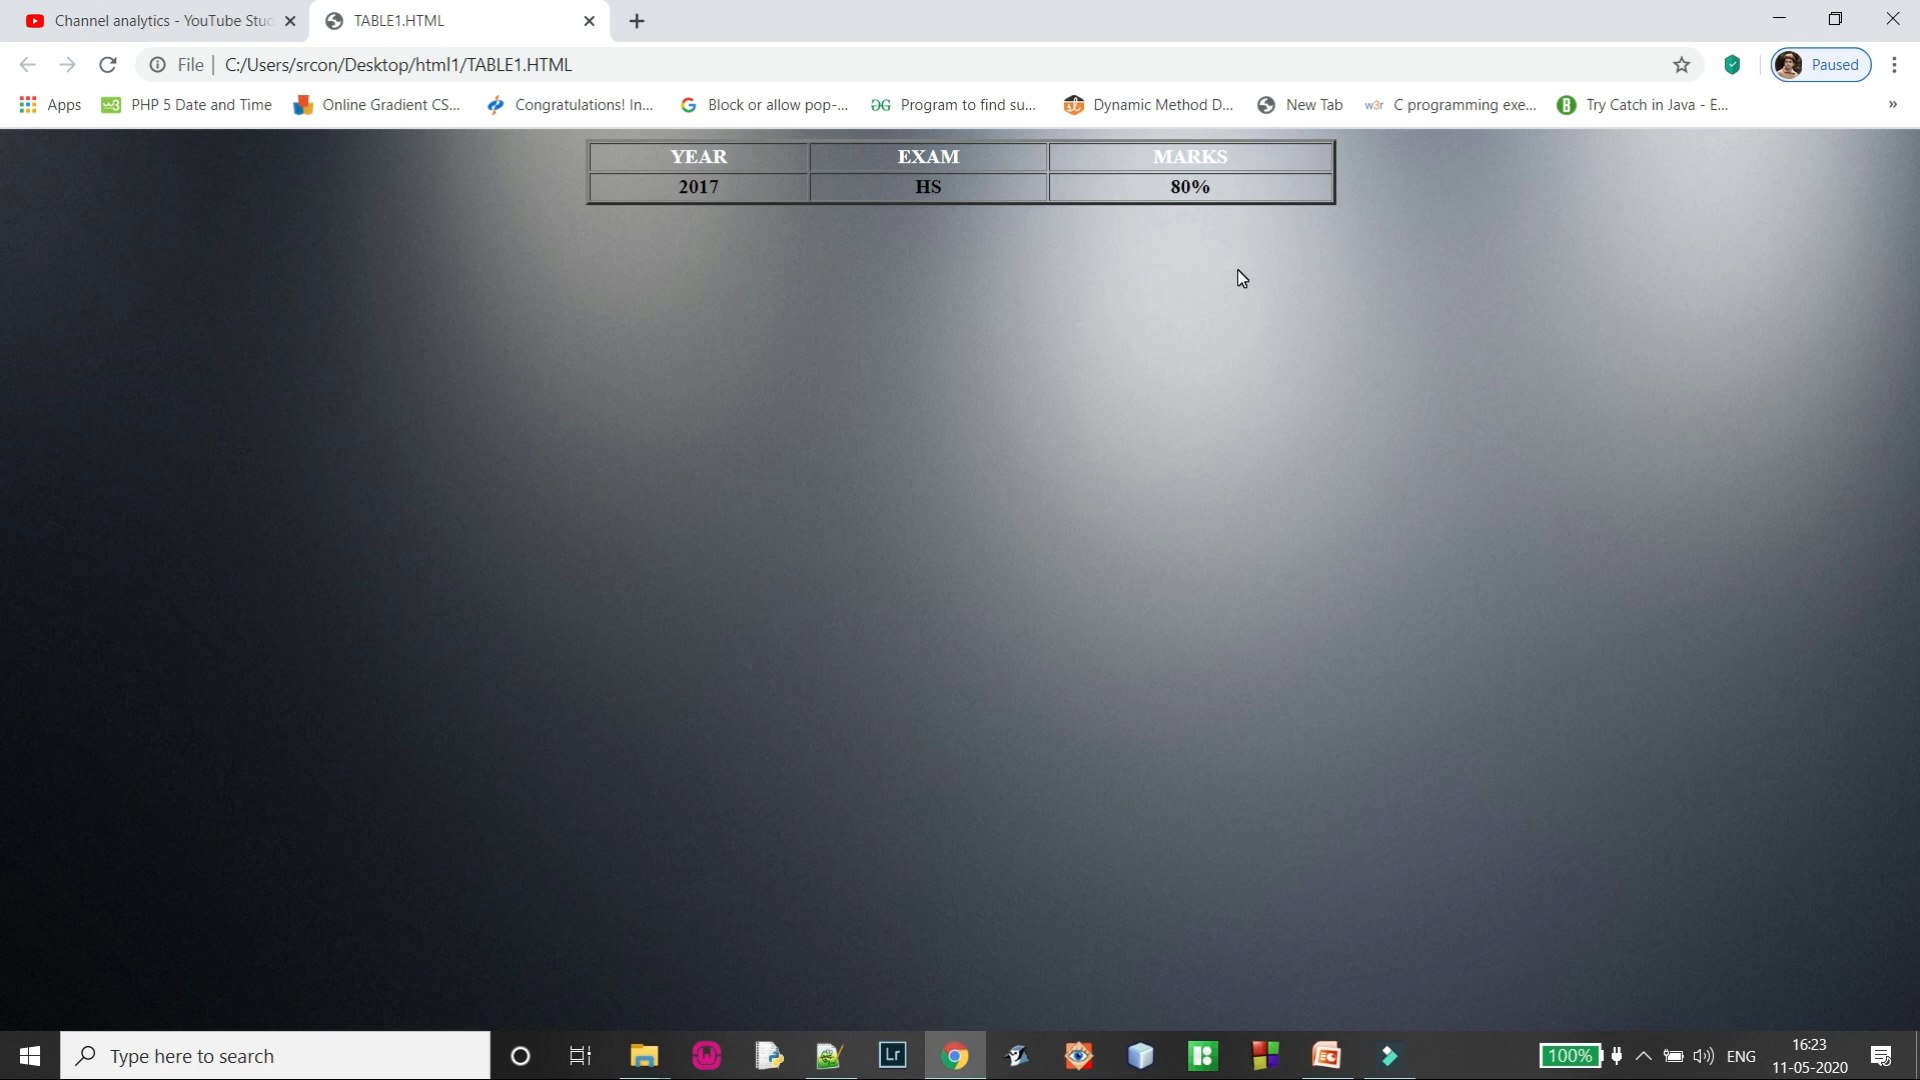 Channel analytics - YouTube Stu
TABLE1.HTML
File | C:/Users/srcon/Desktop/html1/TABLE1.HTML
Paused
Apps
PHP 5 Date and Time
Online Gradient CS...
Congratulations! In...
Block or allow pop-...
Program to find su...
Dynamic Method D...
New Tab
w3r C programming exe...
Try Catch in Java - E...
»
YEAR EXAM MARKS
2017 HS 80%
Type here to search
Lr
100%
ENG
16:23
11-05-2020